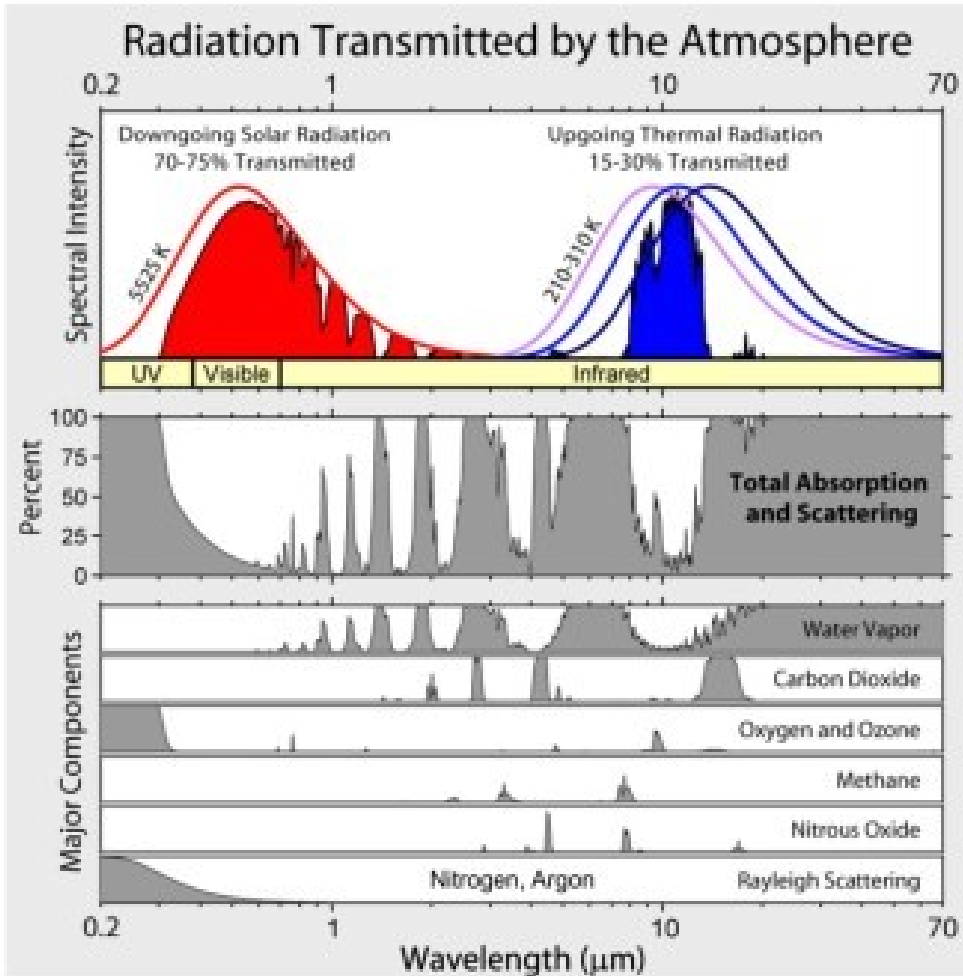 Radiation Transmitted by the Atmosphere
0.2 1 10 70
Downgoing Solar Radiation
70-75% Transmitted
Upgoing Thermal Radiation
15-30% Transmitted
Spectral Intensity
5525 K
210-310 K
UV Visible Infrared
Percent
100
75
50
25
0
Total Absorption
and Scattering
Major Components
Water Vapor
Carbon Dioxide
Oxygen and Ozone
Methane
Nitrous Oxide
Nitrogen, Argon Rayleigh Scattering
0.2 1 10 70
Wavelength (μm)